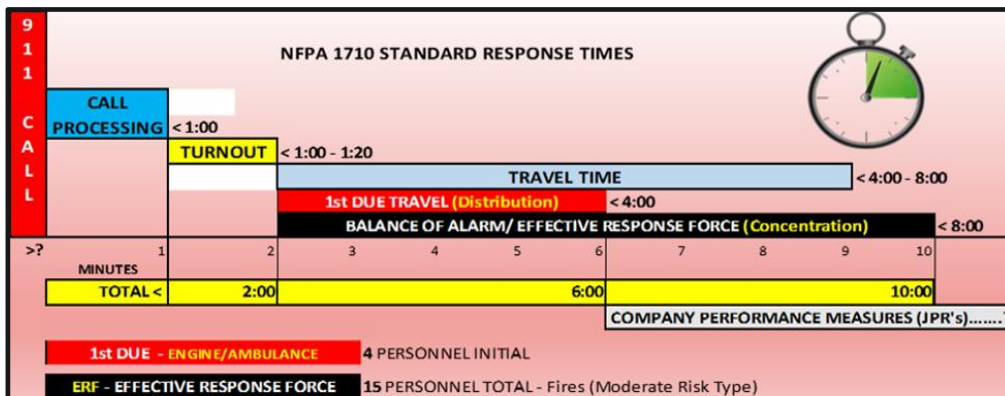 911 CALL
NFPA 1710 STANDARD RESPONSE TIMES
CALL
PROCESSING < 1:00
TURNOUT < 1:00 - 1:20
TRAVEL TIME < 4:00 - 8:00
1st DUE TRAVEL (Distribution) < 4:00
BALANCE OF ALARM/ EFFECTIVE RESPONSE FORCE (Concentration) < 8:00
>? 1 2 3 4 5 6 7 8 9 10
MINUTES
TOTAL < 2:00 6:00 10:00
COMPANY PERFORMANCE MEASURES (JPR's).......
1st DUE - ENGINE/AMBULANCE 4 PERSONNEL INITIAL
ERF - EFFECTIVE RESPONSE FORCE 15 PERSONNEL TOTAL - Fires (Moderate Risk Type)